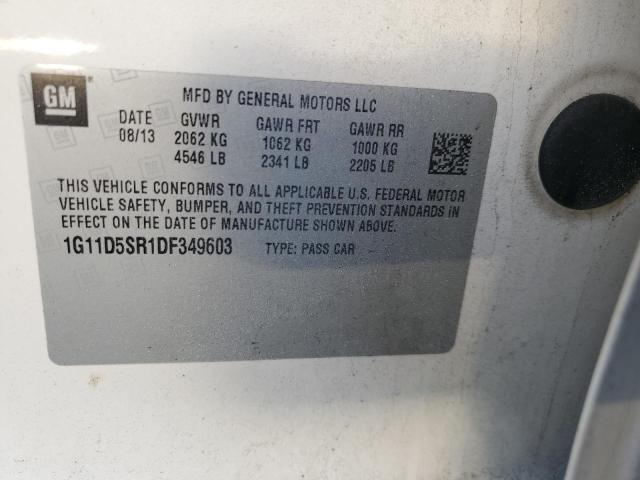 GM
MFD BY GENERAL MOTORS LLC
DATE GVWR GAWR FRT GAWR RR
08/13 2062 KG 1062 KG 1000 KG
4546 LB 2341 LB 2205 LB
THIS VEHICLE CONFORMS TO ALL APPLICABLE U.S. FEDERAL MOTOR
VEHICLE SAFETY, BUMPER, AND THEFT PREVENTION STANDARDS IN
EFFECT ON THE DATE OF MANUFACTURE SHOWN ABOVE.
1G11D5SR1DF349603 TYPE: PASS CAR